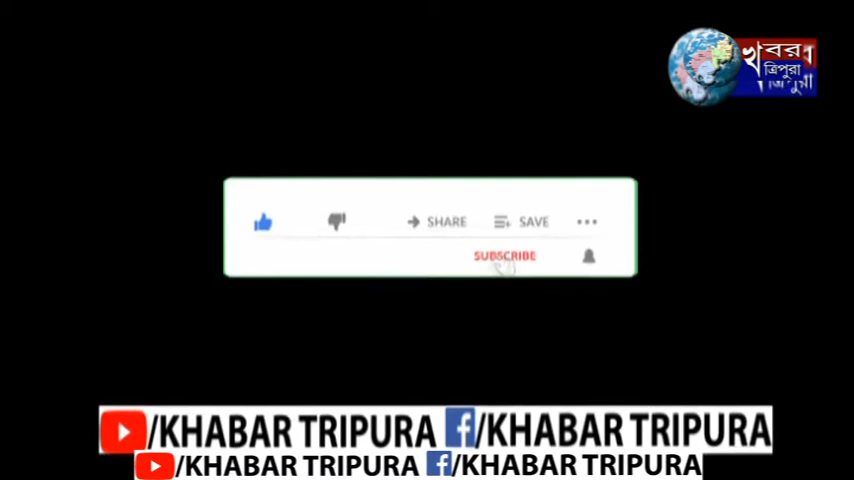 খবর
ত্রিপুরা
SHARE
SAVE
SUBSCRIBE
/KHABAR TRIPURA /KHABAR TRIPURA
/KHABAR TRIPURA /KHABAR TRIPURA